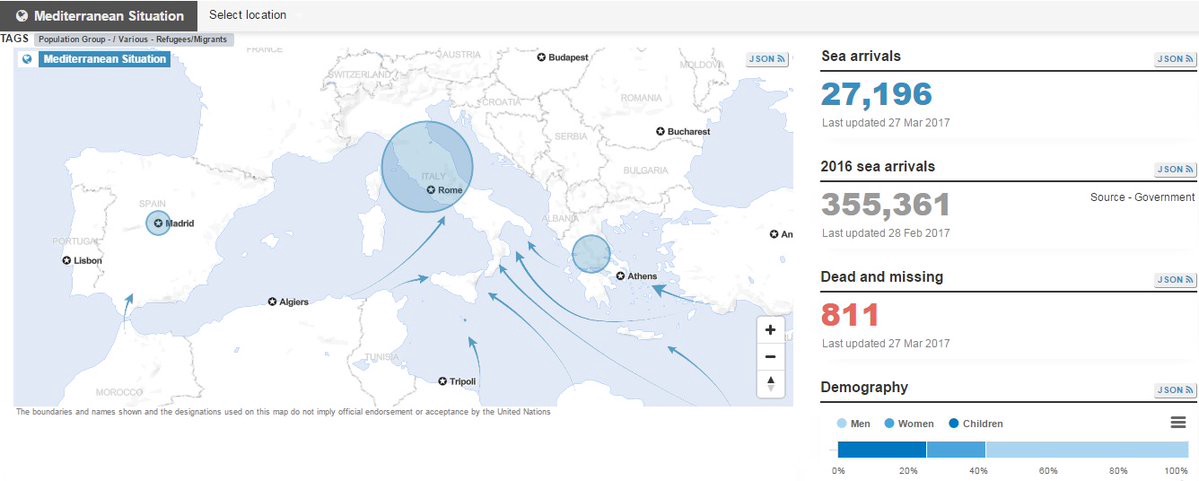 Mediterranean Situation
Select location
TAGS Population Group - / Various - Refugees/Migrants
Mediterranean Situation
JSON
FRANCE
AUSTRIA
Budapest
MOLDOV
SWITZERLAND
CROATIA
ROMANIA
SERBIA
Bucharest
ITALY
BULGARIA
Rome
SPAIN
Madrid
ALBANIA
PORTUGAL
Lisbon
An
Athens
Algiers
TUNISIA
Tripoli
MOROCCO
The boundaries and names shown and the designations used on this map do not imply official endorsement or acceptance by the United Nations
Sea arrivals
JSON
27,196
Last updated 27 Mar 2017
2016 sea arrivals
JSON
355,361
Source - Government
Last updated 28 Feb 2017
Dead and missing
JSON
811
Last updated 27 Mar 2017
Demography
JSON
Men Women Children
0% 20% 40% 60% 80% 100%